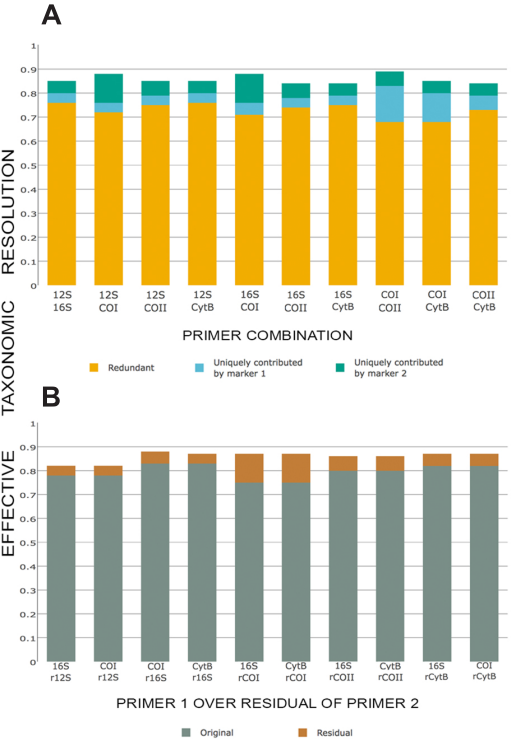 A
1
0.9
0.8
0.7
0.6
0.5
0.4
0.3
0.2
0.1
0
12S 12S 12S 12S 16S 16S 16S COI COI COII
16S COI COII CytB COI COII CytB COII CytB CytB
PRIMER COMBINATION
Redundant
Uniquely contributed
by marker 1
Uniquely contributed
by marker 2
EFFECTIVE TAXONOMIC RESOLUTION
B
1
0.9
0.8
0.7
0.6
0.5
0.4
0.3
0.2
0.1
0
16S COI COI CytB 16S CytB 16S CytB 16S COI
r12S r12S r16S r16S rCOI rCOI rCOII rCOII rCytB rCytB
PRIMER 1 OVER RESIDUAL OF PRIMER 2
Original
Residual